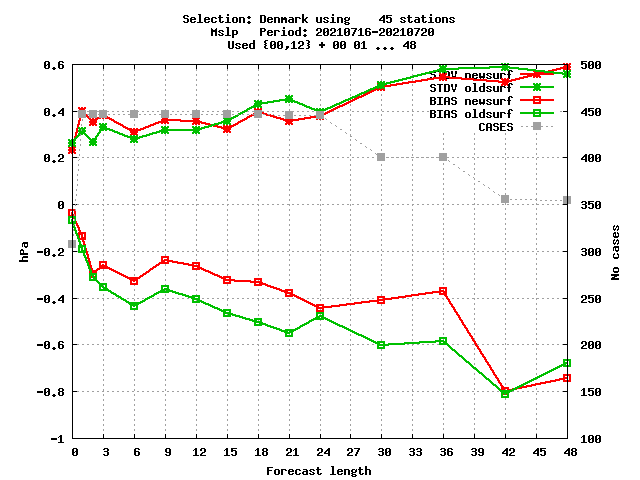 Selection: Denmark using    45 stations
Mslp   Period: 20210716-20210720
Used {00,12} + 00 01 ... 48
0.6
0.4
0.2
0
-0.2
-0.4
-0.6
-0.8
-1
hPa
500
450
400
350
300
250
200
150
100
No cases
STDV newsurf
STDV oldsurf
BIAS newsurf
BIAS oldsurf
CASES
0 3 6 9 12 15 18 21 24 27 30 33 36 39 42 45 48
Forecast length